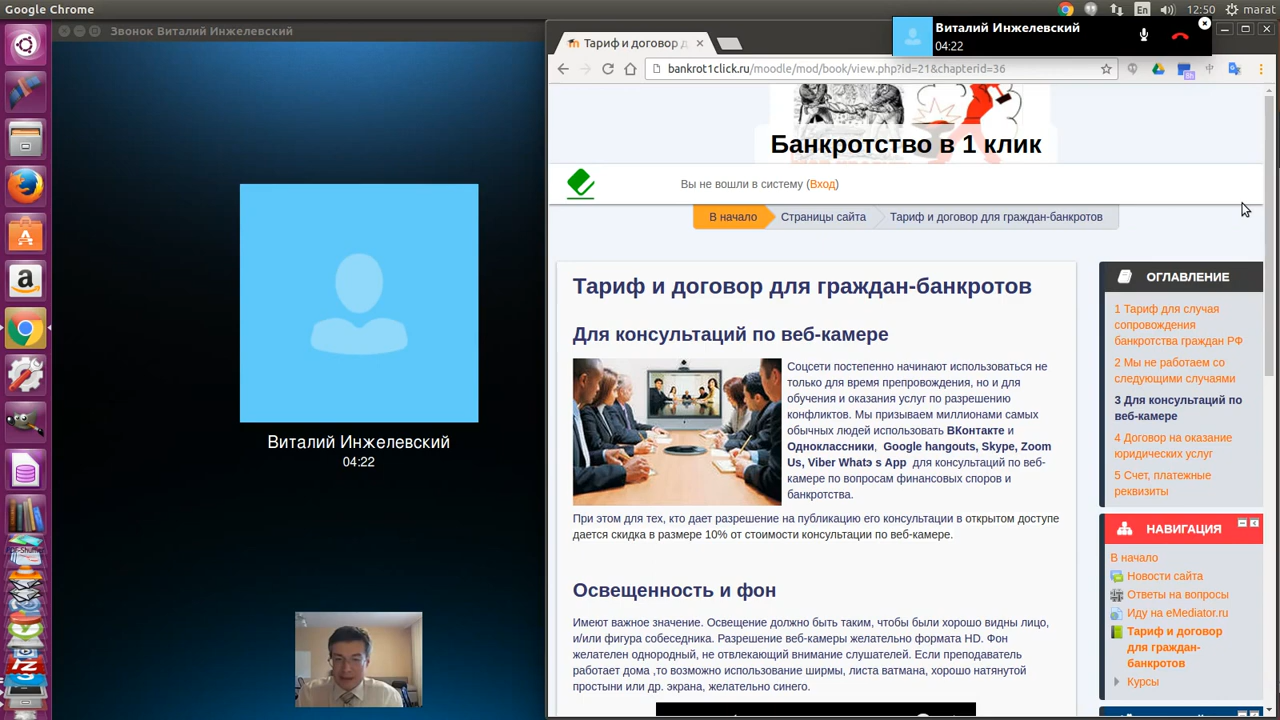 Google Chrome
En
12:50
marat
Звонок Виталий Инжелевский
Тариф и договор д
Виталий Инжелевский
04:22
bankrot1click.ru/moodle/mod/book/view.php?id=21&chapterid=36
Банкротство в 1 клик
Вы не вошли в систему (Вход)
В начало
Страницы сайта
Тариф и договор для граждан-банкротов
Тариф и договор для граждан-банкротов
Для консультаций по веб-камере
Соцсети постепенно начинают использоваться не
только для время препровождения, но и для
обучения и оказания услуг по разрешению
конфликтов. Мы призываем миллионами самых
обычных людей использовать ВКонтакте и
Одноклассники, Google hangouts, Skype, Zoom
Us, Viber Whatэ s App для консультаций по веб-
камере по вопросам финансовых споров и
банкротства.
При этом для тех, кто дает разрешение на публикацию его консультации в открытом доступе
дается скидка в размере 10% от стоимости консультации по веб-камере.
Освещенность и фон
Имеют важное значение. Освещение должно быть таким, чтобы были хорошо видны лицо,
и/или фигура собеседника. Разрешение веб-камеры желательно формата HD. Фон
желателен однородный, не отвлекающий внимание слушателей. Если преподаватель
работает дома ,то возможно использование ширмы, листа ватмана, хорошо натянутой
простыни или др. экрана, желательно синего.
ОГЛАВЛЕНИЕ
1 Тариф для случая
сопровождения
банкротства граждан РФ
2 Мы не работаем со
следующими случаями
3 Для консультаций по
веб-камере
4 Договор на оказание
юридических услуг
5 Счет, платежные
реквизиты
НАВИГАЦИЯ
В начало
Новости сайта
Ответы на вопросы
Иду на eMediator.ru
Тариф и договор
для граждан-
банкротов
Курсы
Виталий Инжелевский
04:22